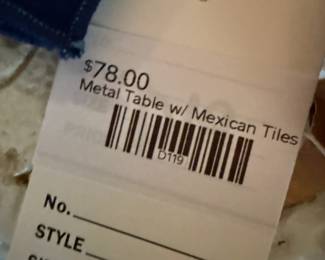 $78.00
Metal Table w/ Mexican Tiles
D119
No.
STYLE